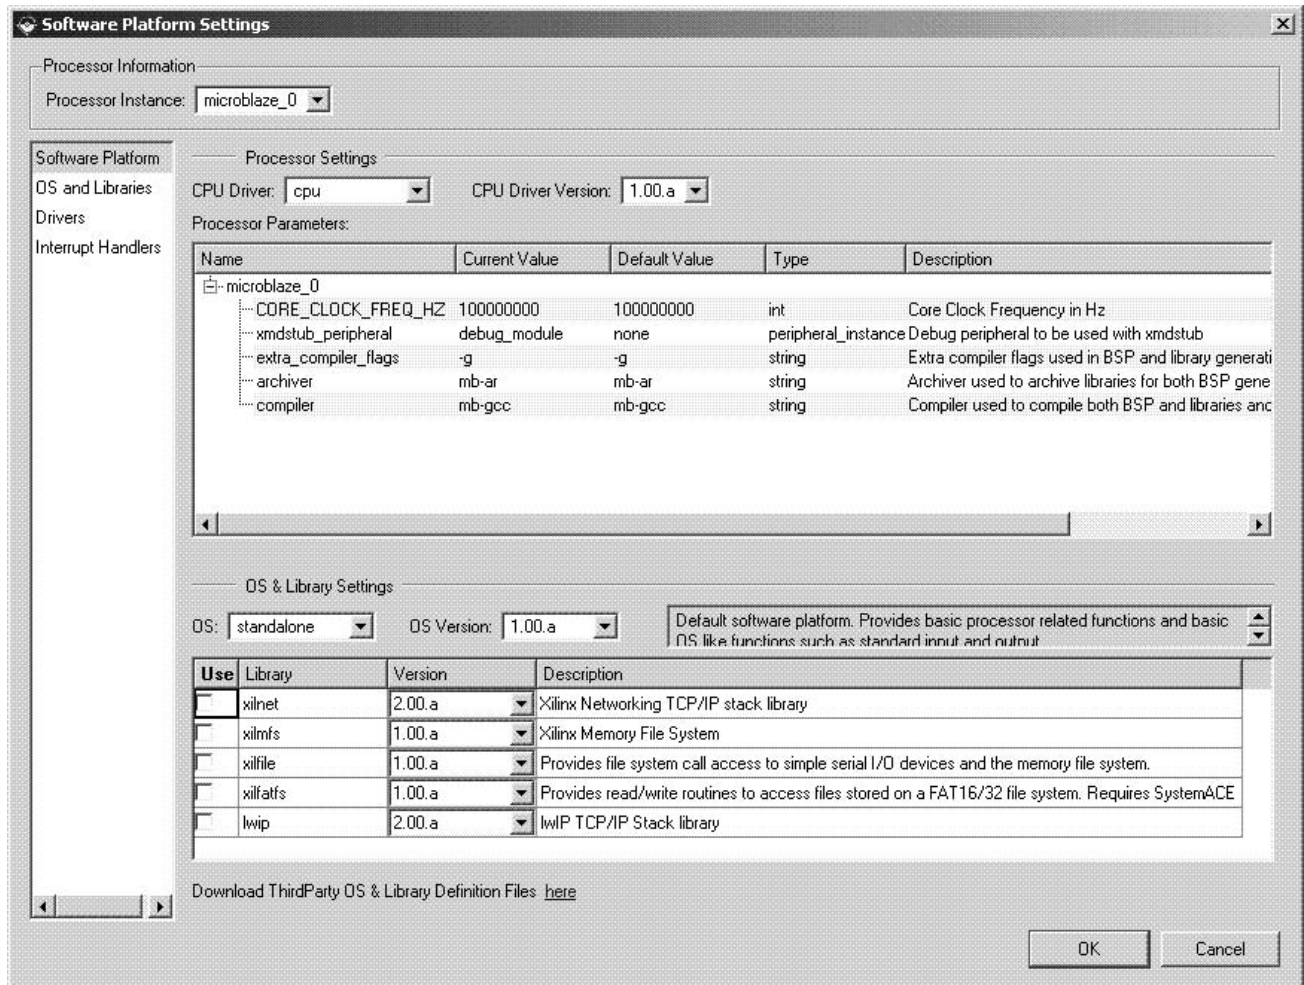 Software Platform Settings
Processor Information
Processor Instance: microblaze_0
Software Platform
OS and Libraries
Drivers
Interrupt Handlers
Processor Settings
CPU Driver: cpu CPU Driver Version: 1.00.a
Processor Parameters:
Name Current Value Default Value Type Description
microblaze_0
CORE_CLOCK_FREQ_HZ 100000000 100000000 int Core Clock Frequency in Hz
xmdstub_peripheral debug_module none peripheral_instance Debug peripheral to be used with xmdstub
extra_compiler_flags -g -g string Extra compiler flags used in BSP and library generati
archiver mb-ar mb-ar string Archiver used to archive libraries for both BSP gene
compiler mb-gcc mb-gcc string Compiler used to compile both BSP and libraries anc
OS & Library Settings
OS: standalone OS Version: 1.00.a
Default software platform. Provides basic processor related functions and basic
OS like functions such as standard input and output
Use Library Version Description
xilnet 2.00.a Xilinx Networking TCP/IP stack library
xilmfs 1.00.a Xilinx Memory File System
xilfile 1.00.a Provides file system call access to simple serial I/O devices and the memory file system.
xilfatfs 1.00.a Provides read/write routines to access files stored on a FAT16/32 file system. Requires SystemACE
lwip 2.00.a lwIP TCP/IP Stack library
Download ThirdParty OS & Library Definition Files here
OK Cancel